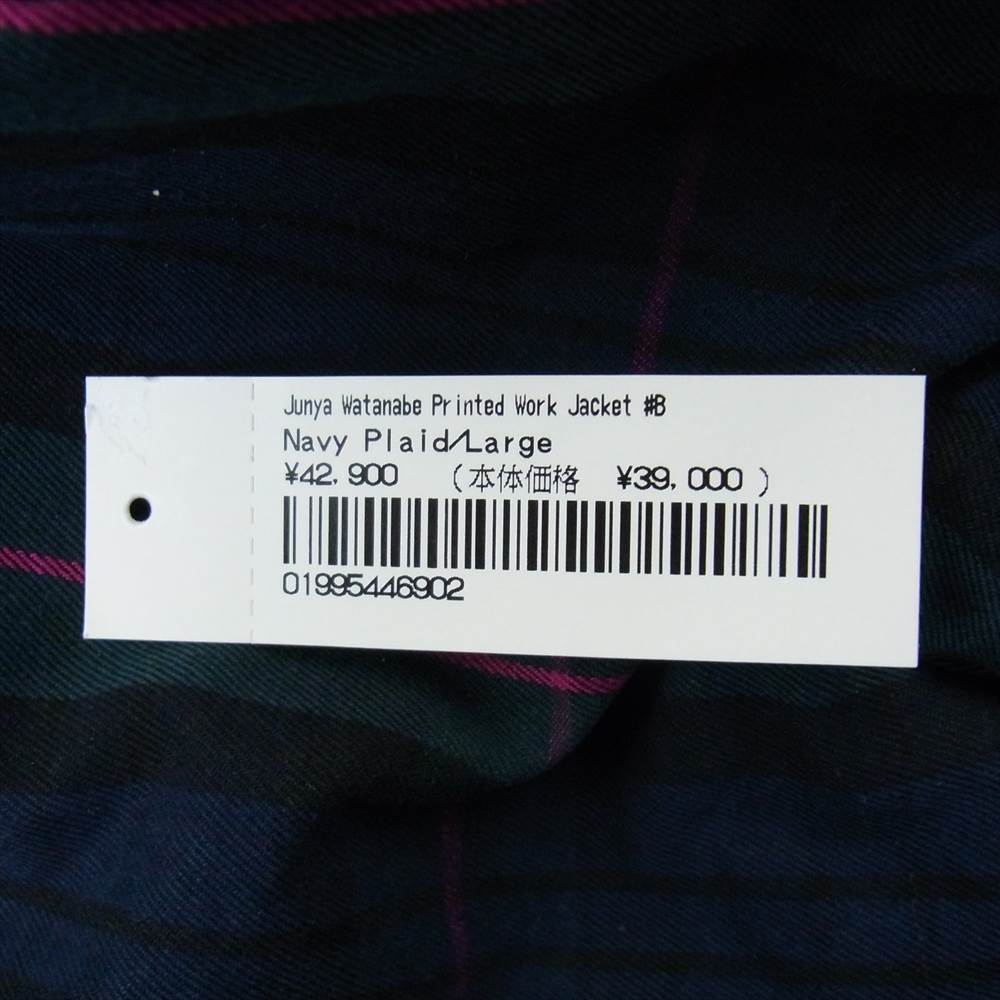 Junya Watanabe Printed Work Jacket #B
Navy Plaid/Large
¥42,900 (本体価格 ¥39,000)
01995446902